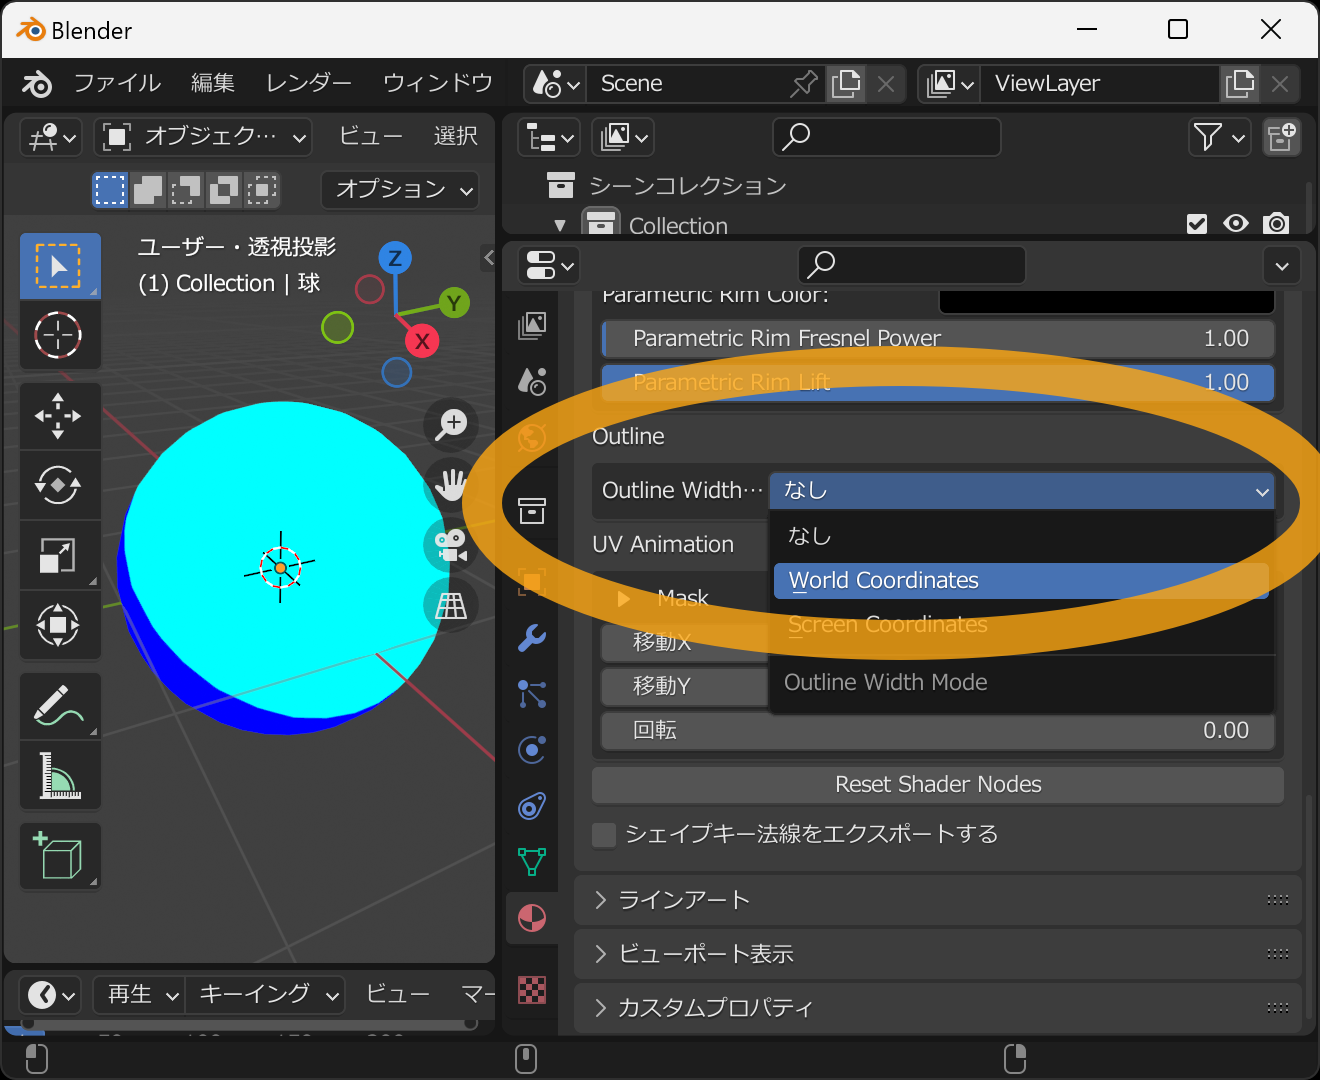 Blender
ファイル 編集 レンダー ウィンドウ Scene ViewLayer
オブジェク… ビュー 選択
オプション
シーンコレクション
Collection
ユーザー・透視投影
(1) Collection | 球
Z
Y
X
Parametric Rim Color:
Parametric Rim Fresnel Power 1.00
Parametric Rim Lift 1.00
Outline
Outline Width… なし
なし
World Coordinates
Screen Coordinates
Outline Width Mode
UV Animation
Mask
移動X
移動Y
回転 0.00
Reset Shader Nodes
シェイプキー法線をエクスポートする
ラインアート
ビューポート表示
カスタムプロパティ
再生 キーイング ビュー マー